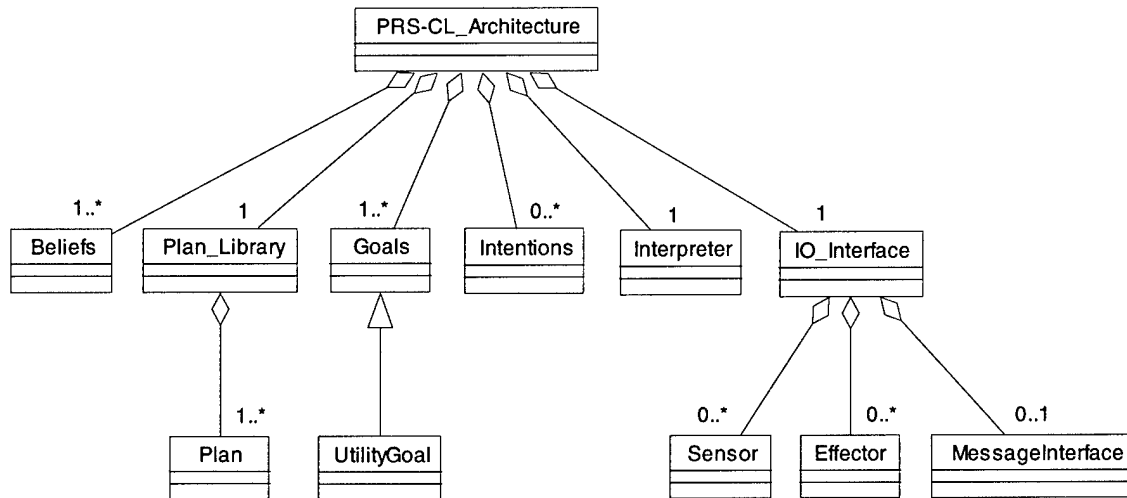 PRS-CL_Architecture
1..* 1 1..* 0..* 1 1
Beliefs Plan_Library Goals Intentions Interpreter IO_Interface
1..* 0..* 0..* 0..1
Plan UtilityGoal Sensor Effector MessageInterface